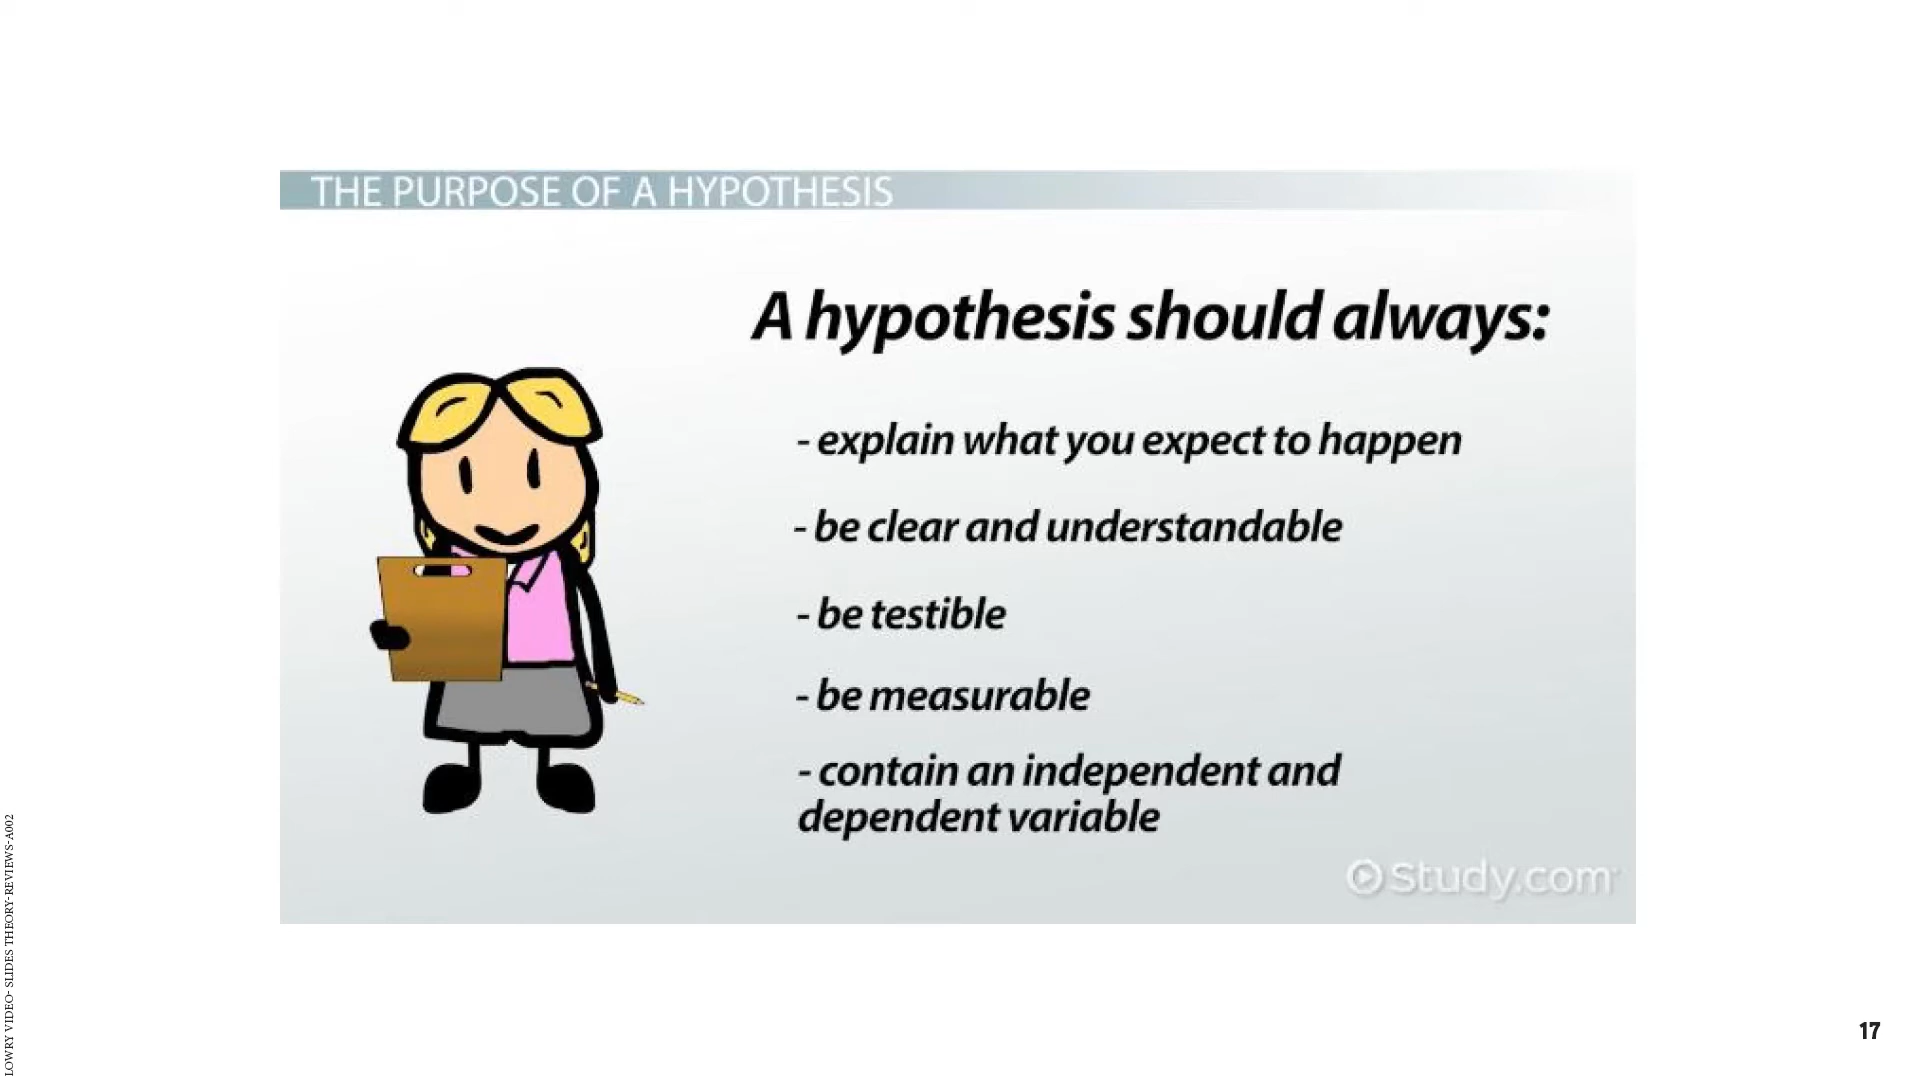 THE PURPOSE OF A HYPOTHESIS
A hypothesis should always:
- explain what you expect to happen
- be clear and understandable
- be testible
- be measurable
- contain an independent and
dependent variable
Study.com
LOWRY VIDEO- SLIDES THEORY-REVIEWS-A002
17